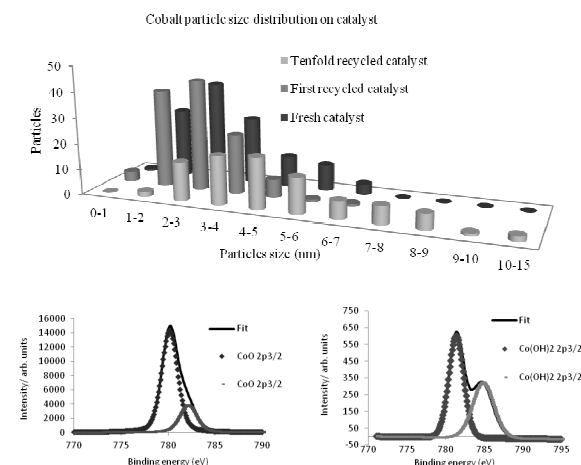 Cobalt particle size distribution on catalyst
50
40
30
20
10
0
Particles
Tenfold recycled catalyst
First recycled catalyst
Fresh catalyst
0-1
1-2
2-3
3-4
4-5
5-6
6-7
7-8
8-9
9-10
10-15
Particles size (nm)
16000
14000
12000
10000
8000
6000
4000
2000
0
Intensity/ arb. units
Fit
CoO 2p3/2
CoO 2p3/2
770 775 780 785 790
Binding energy (eV)
750
650
550
450
350
250
150
50
-50
Intensity/ arb. units
Fit
Co(OH)2 2p3/2
Co(OH)2 2p3/2
770 775 780 785 790 795
Binding energy (eV)